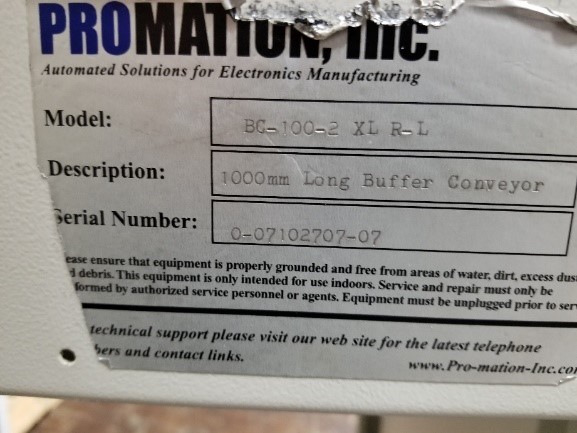 PROMATION, INC.
Automated Solutions for Electronics Manufacturing
Model: BC-100-2 XL R-L
Description: 1000mm Long Buffer Conveyor
Serial Number: 0-07102707-07
ease ensure that equipment is properly grounded and free from areas of water, dirt, excess dus
d debris. This equipment is only intended for use indoors. Service and repair must only be
formed by authorized service personnel or agents. Equipment must be unplugged prior to ser
technical support please visit our web site for the latest telephone
bers and contact links.
www.Pro-mation-Inc.co